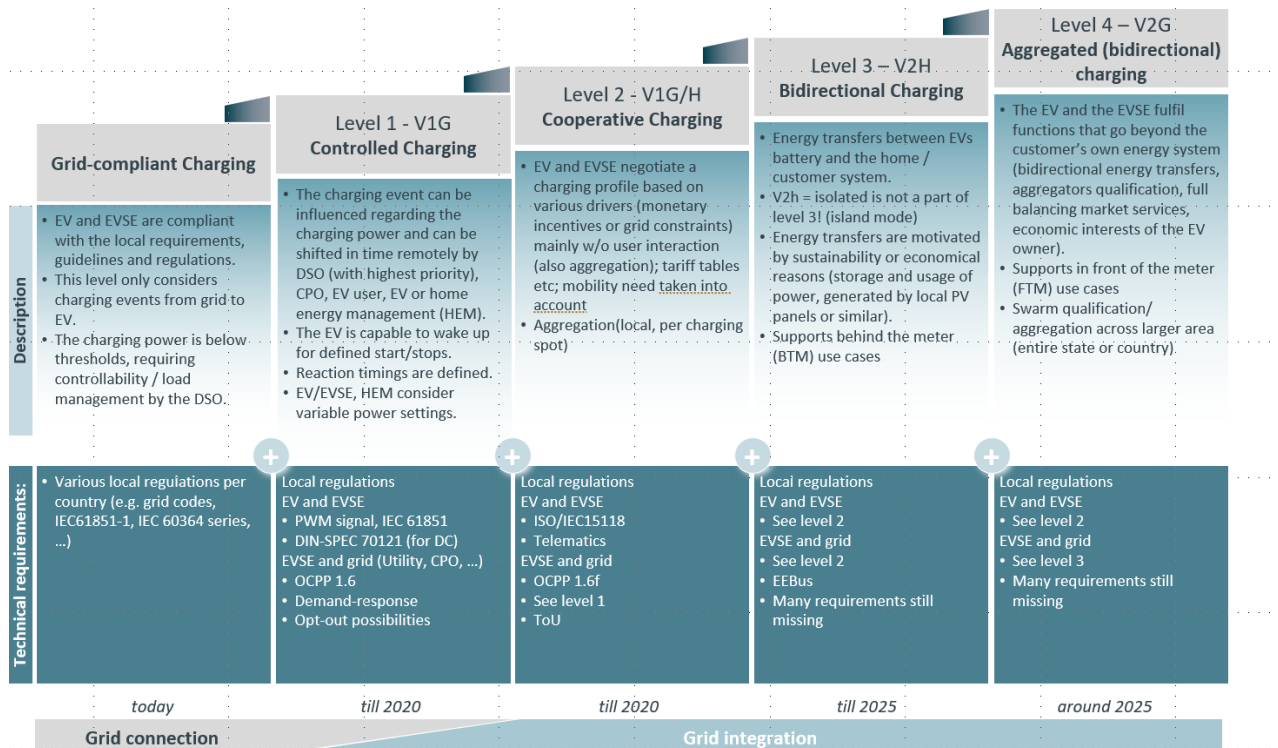 Grid-compliant Charging
Level 1 - V1G
Controlled Charging
Level 2 - V1G/H
Cooperative Charging
Level 3 – V2H
Bidirectional Charging
Level 4 – V2G
Aggregated (bidirectional)
charging
Description
• EV and EVSE are compliant
with the local requirements,
guidelines and regulations.
• This level only considers
charging events from grid to
EV.
• The charging power is below
thresholds, requiring
controllability / load
management by the DSO.
• The charging event can be
influenced regarding the
charging power and can be
shifted in time remotely by
DSO (with highest priority),
CPO, EV user, EV or home
energy management (HEM).
• The EV is capable to wake up
for defined start/stops.
• Reaction timings are defined.
• EV/EVSE, HEM consider
variable power settings.
• EV and EVSE negotiate a
charging profile based on
various drivers (monetary
incentives or grid constraints)
mainly w/o user interaction
(also aggregation); tariff tables
etc; mobility need taken into
account
• Aggregation(local, per charging
spot)
• Energy transfers between EVs
battery and the home /
customer system.
• V2h = isolated is not a part of
level 3! (island mode)
• Energy transfers are motivated
by sustainability or economical
reasons (storage and usage of
power, generated by local PV
panels or similar).
• Supports behind the meter
(BTM) use cases
• The EV and the EVSE fulfil
functions that go beyond the
customer's own energy system
(bidirectional energy transfers,
aggregators qualification, full
balancing market services,
economic interests of the EV
owner).
• Supports in front of the meter
(FTM) use cases
• Swarm qualification/
aggregation across larger area
(entire state or country)
+
+
+
+
Technical requirements:
• Various local regulations per
country (e.g. grid codes,
IEC61851-1, IEC 60364 series,
…)
Local regulations
EV and EVSE
• PWM signal, IEC 61851
• DIN-SPEC 70121 (for DC)
EVSE and grid (Utility, CPO, …)
• OCPP 1.6
• Demand-response
• Opt-out possibilities
Local regulations
EV and EVSE
• ISO/IEC15118
• Telematics
EVSE and grid
• OCPP 1.6f
• See level 1
• ToU
Local regulations
EV and EVSE
• See level 2
EVSE and grid
• See level 2
• EEBus
• Many requirements still
missing
Local regulations
EV and EVSE
• See level 2
EVSE and grid
• See level 3
• Many requirements still
missing
today
till 2020
till 2020
till 2025
around 2025
Grid connection
Grid integration